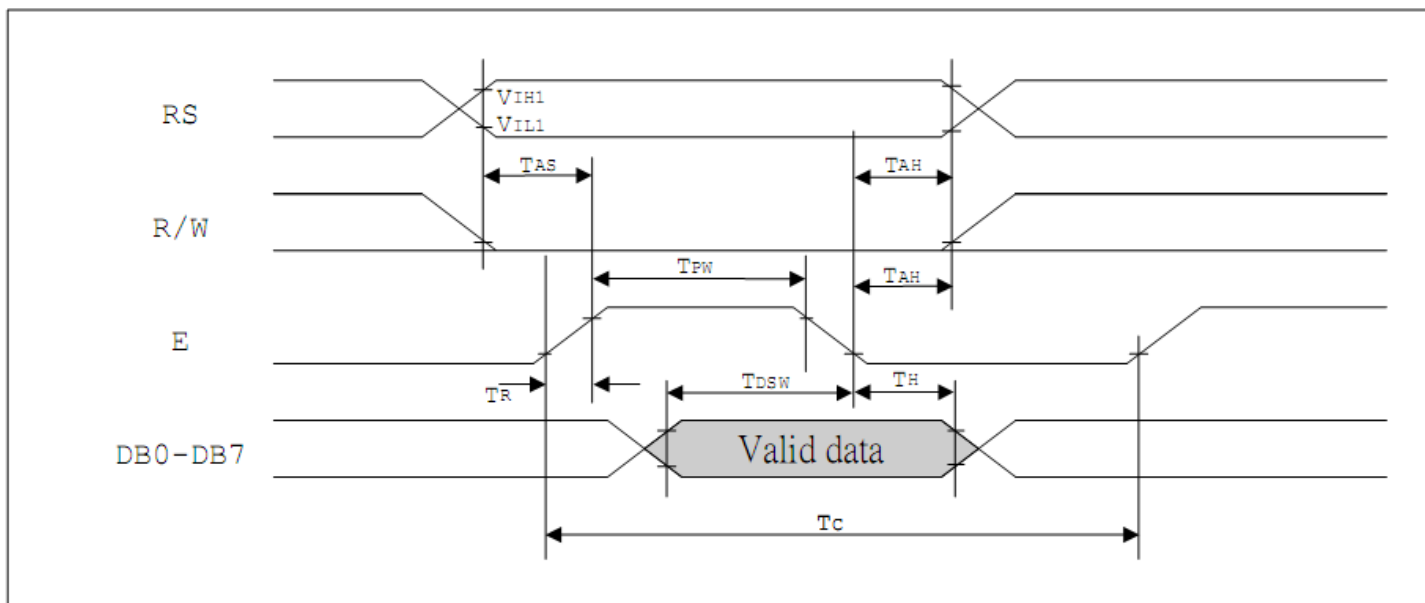 RS
VIH1
VIL1
TAS
TAH
R/W
TPW
TAH
E
TR
TDSW
TH
DB0-DB7
Valid data
TC